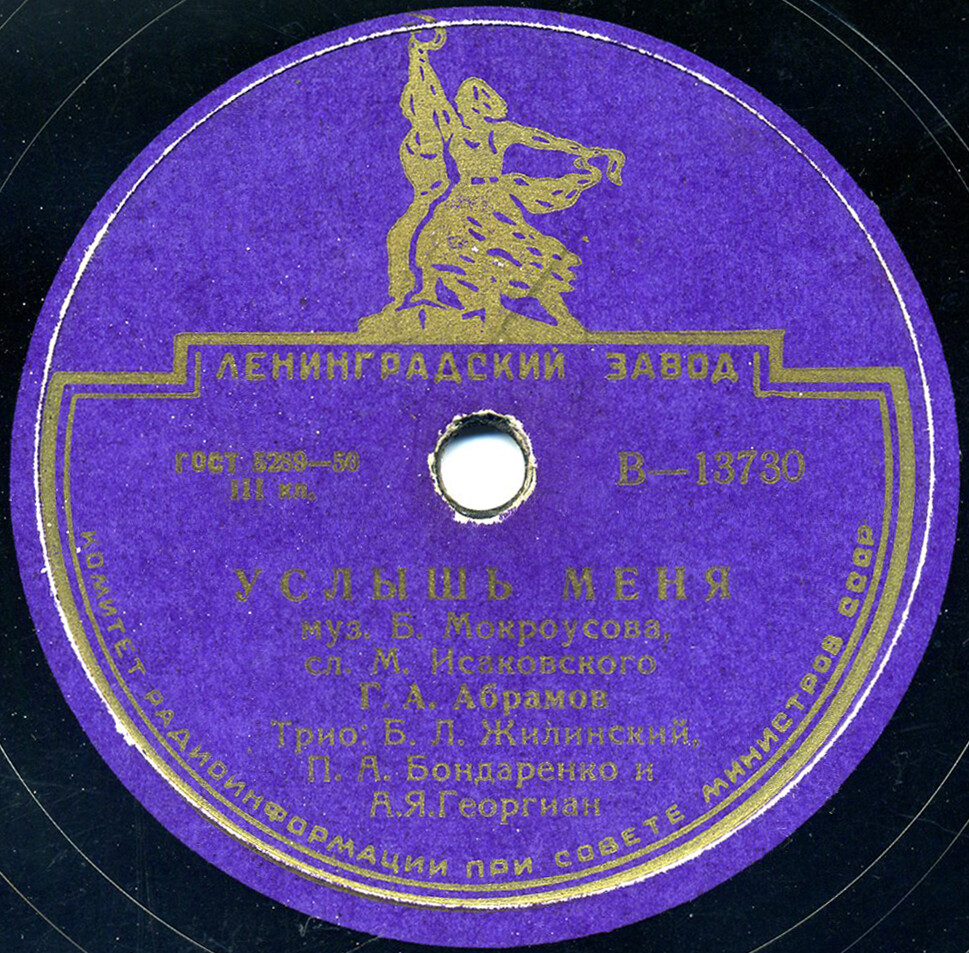 ЛЕНИНГРАДСКИЙ ЗАВОД
ГОСТ 5289—50
III кл.
В—13730
УСЛЫШЬ МЕНЯ
муз. Б. Мокроусова,
сл. М. Исаковского
Г. А. Абрамов
Трио: Б. Л. Жилинский,
П. А. Бондаренко и
А.Я.Георгиан
КОМИТЕТ РАДИОИНФОРМАЦИИ ПРИ СОВЕТЕ МИНИСТРОВ СССР